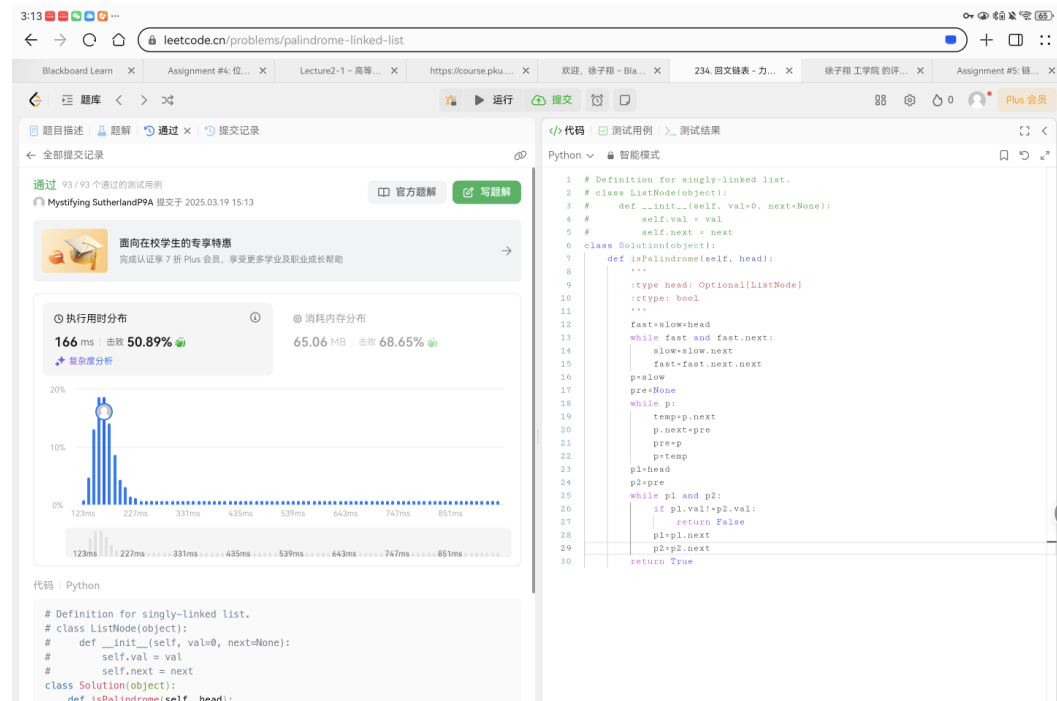 3:13 ... 65
leetcode.cn/problems/palindrome-linked-list
Blackboard Learn × Assignment #4: 位... × Lecture2-1 – 高等... × https://course.pku.... × 欢迎, 徐子翔 – Bla... × 234. 回文链表 - 力... × 徐子翔 工学院 的评... × Assignment #5: 链... ×
题库 运行 提交 0 Plus 会员
题目描述 题解 通过 × 提交记录
全部提交记录
通过 93 / 93 个通过的测试用例
官方题解 写题解
Mystifying SutherlandP9A 提交于 2025.03.19 15:13
面向在校学生的专享特惠
完成认证享 7 折 Plus 会员，享受更多学业及职业成长帮助
执行用时分布 消耗内存分布
166 ms 击败 50.89% 65.06 MB 击败 68.65%
复杂度分析
20%
10%
0%
123ms 227ms 331ms 435ms 539ms 643ms 747ms 851ms
123ms 227ms 331ms 435ms 539ms 643ms 747ms 851ms
代码 Python
# Definition for singly-linked list.
# class ListNode(object):
#     def __init__(self, val=0, next=None):
#         self.val = val
#         self.next = next
class Solution(object):
    def isPalindrome(self, head):
</> 代码 测试用例 >_ 测试结果
Python 智能模式
1 # Definition for singly-linked list.
2 # class ListNode(object):
3 #     def __init__(self, val=0, next=None):
4 #         self.val = val
5 #         self.next = next
6 class Solution(object):
7     def isPalindrome(self, head):
8         """
9         :type head: Optional[ListNode]
10         :rtype: bool
11         """
12         fast=slow=head
13         while fast and fast.next:
14             slow=slow.next
15             fast=fast.next.next
16         p=slow
17         pre=None
18         while p:
19             temp=p.next
20             p.next=pre
21             pre=p
22             p=temp
23         p1=head
24         p2=pre
25         while p1 and p2:
26             if p1.val!=p2.val:
27                 return False
28             p1=p1.next
29             p2=p2.next
30         return True